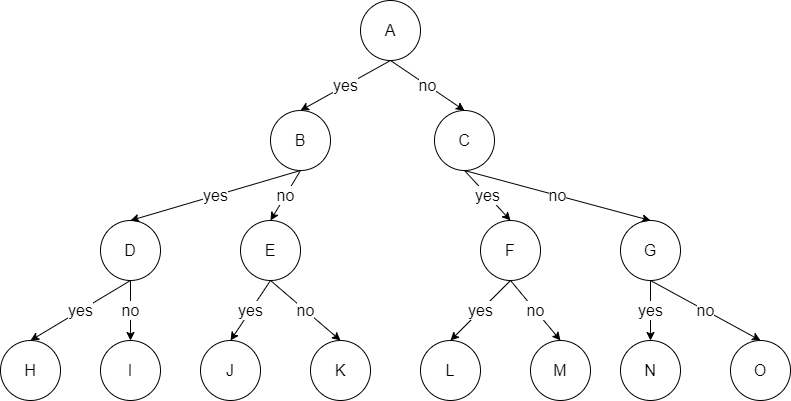 A
yes no
B C
yes no yes no
D E F G
yes no yes no yes no yes no
H I J K L M N O